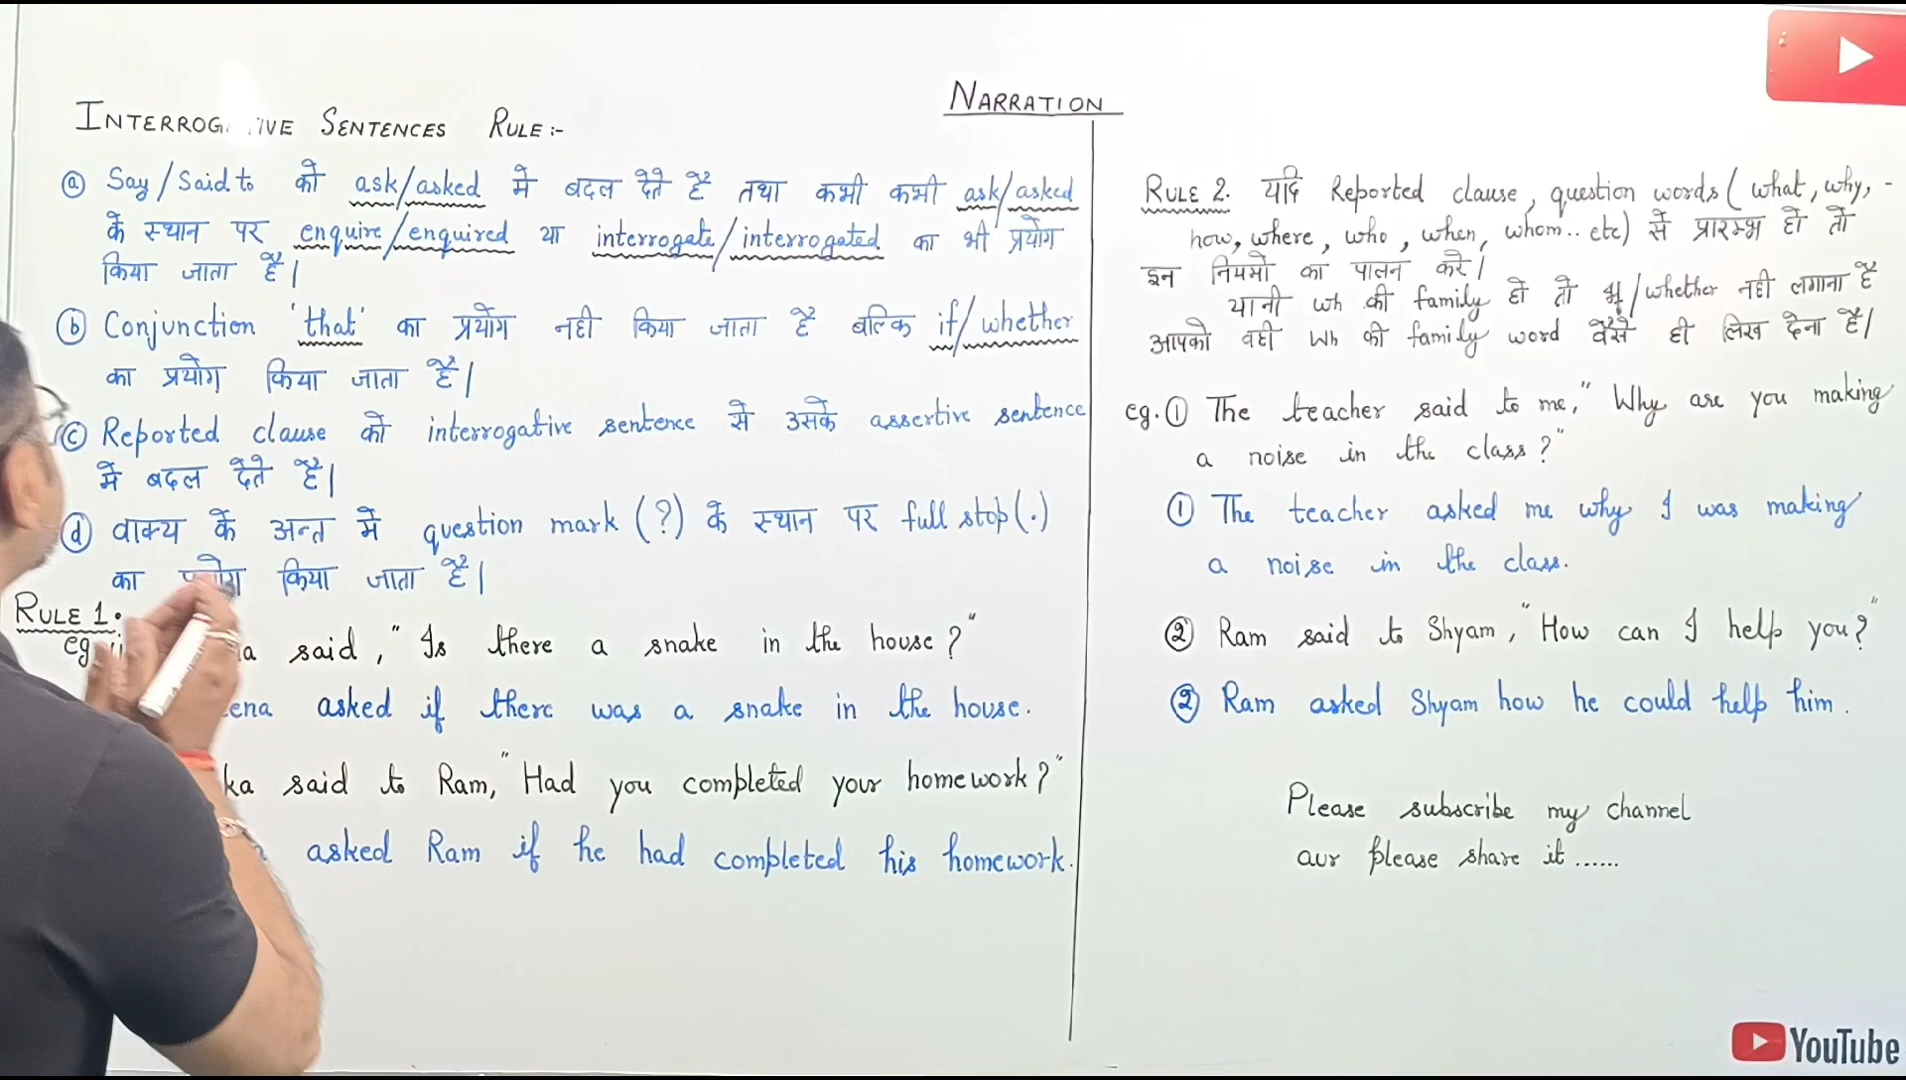 NARRATION
INTERROG TIVE SENTENCES RULE :-
ⓐ Say/Said to को ask/asked में बदल देते है तथा कभी कभी ask/asked
के स्थान पर enquire/enquired या interrogate/interrogated का भी प्रयोग
किया जाता है।
ⓑ Conjunction 'that' का प्रयोग नही किया जाता है बल्कि if/whether
का प्रयोग किया जाता है।
ⓒ Reported clause को interrogative sentence से उसके assertive sentence
में बदल देते है।
ⓓ वाक्य के अन्त में question mark (?) के स्थान पर full stop (.)
का प्रयोग किया जाता है।
RULE 1.
eg. said, "Is there a snake in the house?"
asked if there was a snake in the house.
said to Ram, "Had you completed your homework?"
asked Ram if he had completed his homework.
RULE 2. यदि Reported clause, question words (what, why, -
how, where, who, when, whom.. etc) से प्रारम्भ हो तो
इन नियमो का पालन करे।
यानी wh की family हो तो if/whether नही लगाना है
आपको वही Wh की family word वैसे ही लिख देना है।
eg. ① The teacher said to me, "Why are you making
a noise in the class?"
① The teacher asked me why I was making
a noise in the class.
② Ram said to Shyam, "How can I help you?"
② Ram asked Shyam how he could help him.
Please subscribe my channel
aur please share it ......
YouTube